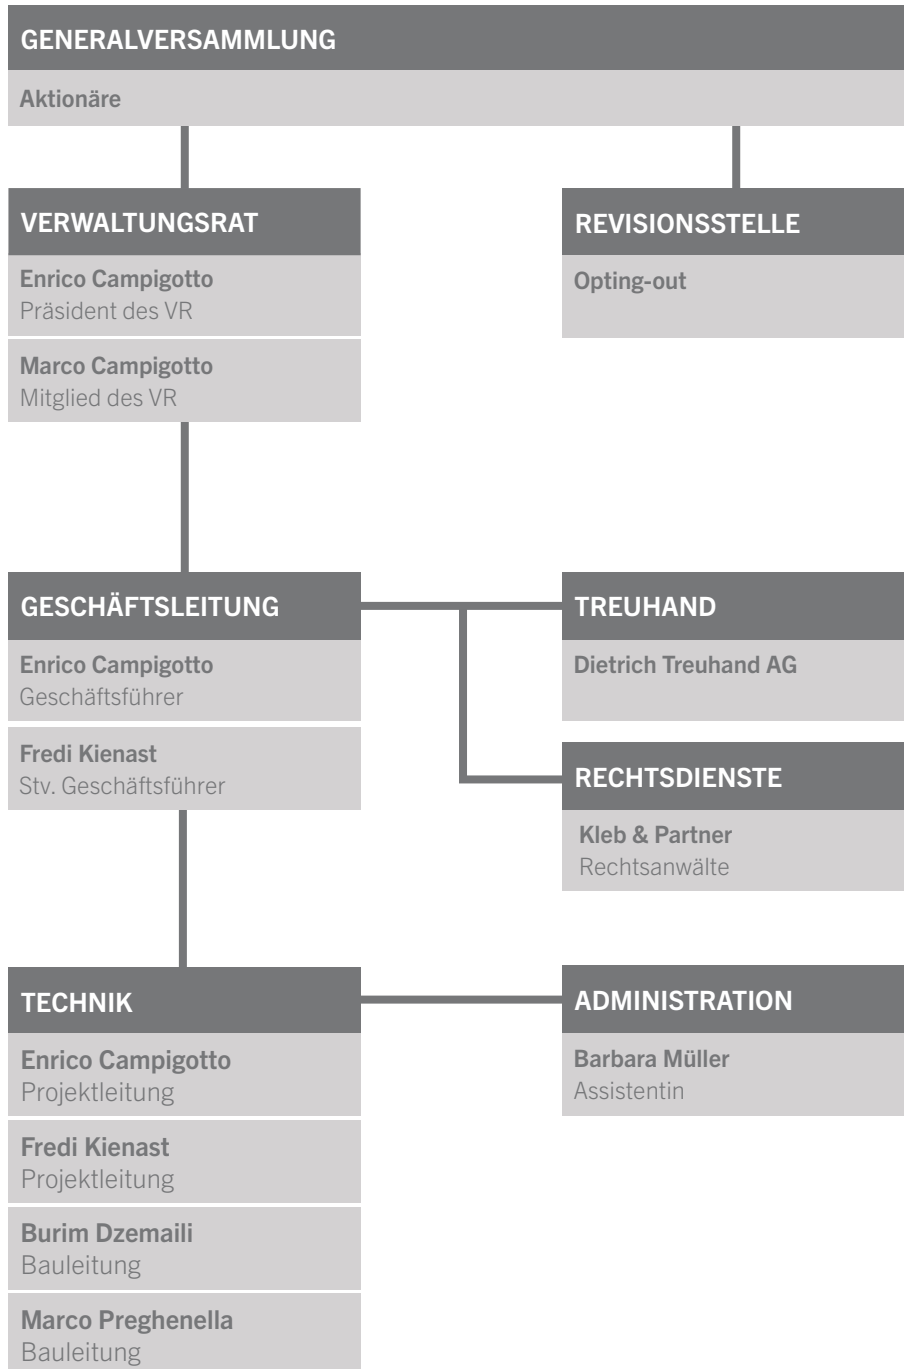 GENERALVERSAMMLUNG
Aktionäre
VERWALTUNGSRAT
Enrico Campigotto
Präsident des VR
Marco Campigotto
Mitglied des VR
REVISIONSSTELLE
Opting-out
GESCHÄFTSLEITUNG
Enrico Campigotto
Geschäftsführer
Fredi Kienast
Stv. Geschäftsführer
TREUHAND
Dietrich Treuhand AG
RECHTSDIENSTE
Kleb & Partner
Rechtsanwälte
TECHNIK
Enrico Campigotto
Projektleitung
Fredi Kienast
Projektleitung
Burim Dzemaili
Bauleitung
Marco Preghenella
Bauleitung
ADMINISTRATION
Barbara Müller
Assistentin